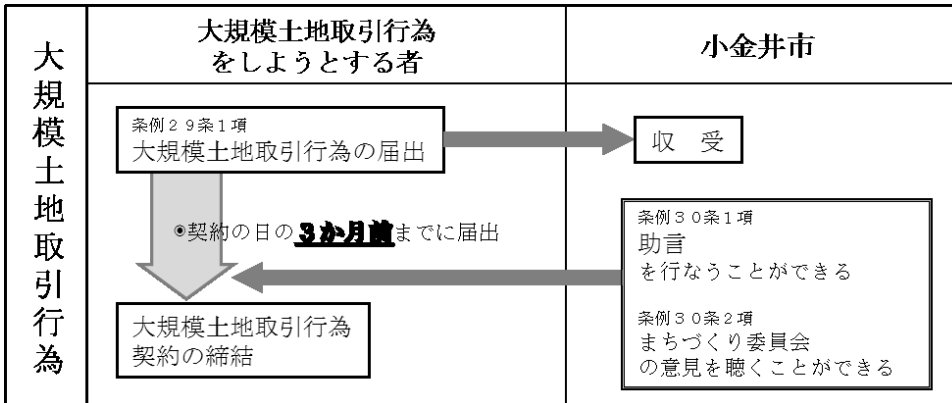 大規模土地取引行為
大規模土地取引行為
をしようとする者
小金井市
条例29条1項
大規模土地取引行為の届出
収 受
◉契約の日の3か月前までに届出
条例30条1項
助言
を行なうことができる
条例30条2項
まちづくり委員会
の意見を聴くことができる
大規模土地取引行為
契約の締結